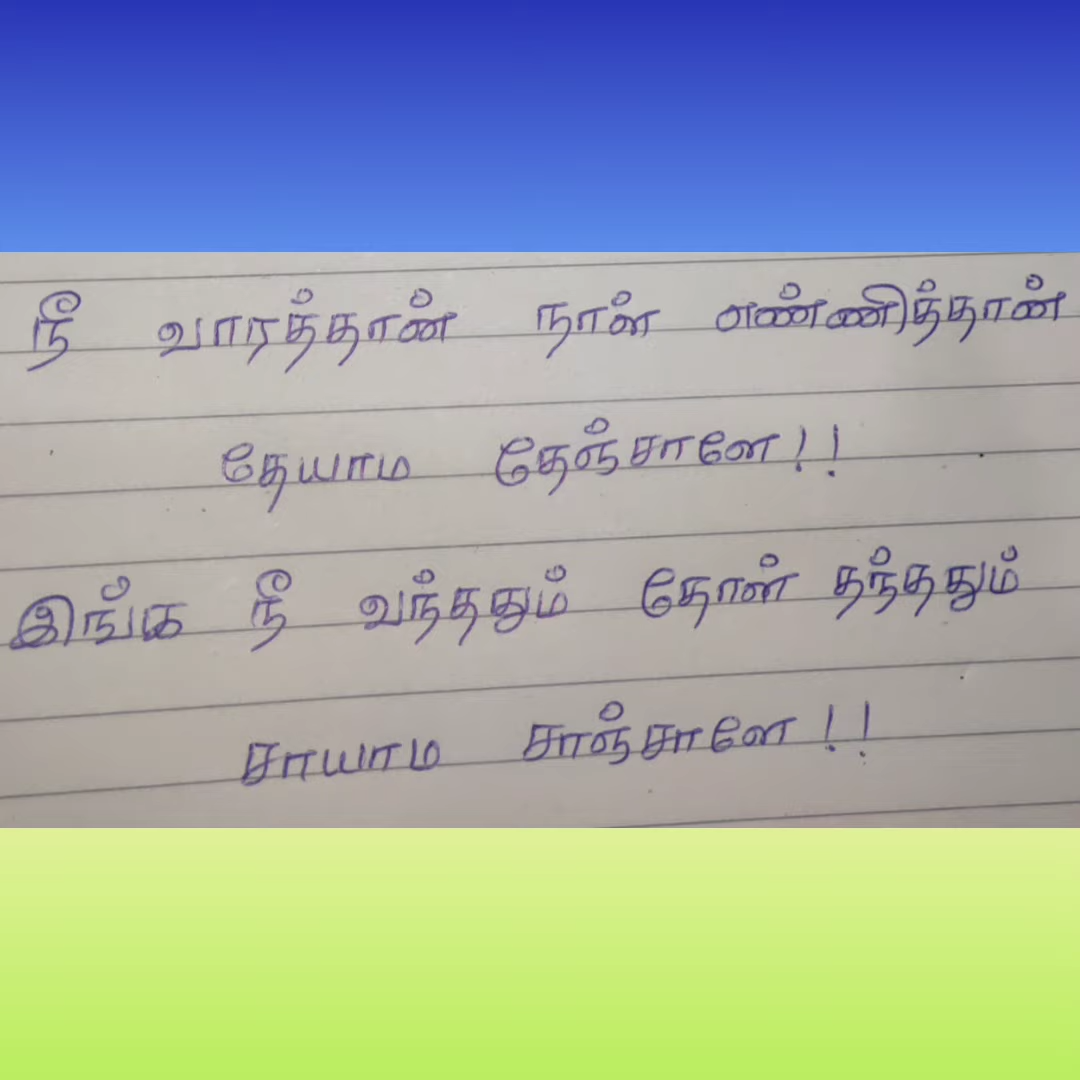 நீ வாரத்தான் நான் எண்ணித்தான்
தேயாம தேஞ்சானே!!
இங்க நீ வந்ததும் தோன் தந்ததும்
சாயாம சாஞ்சானே!!